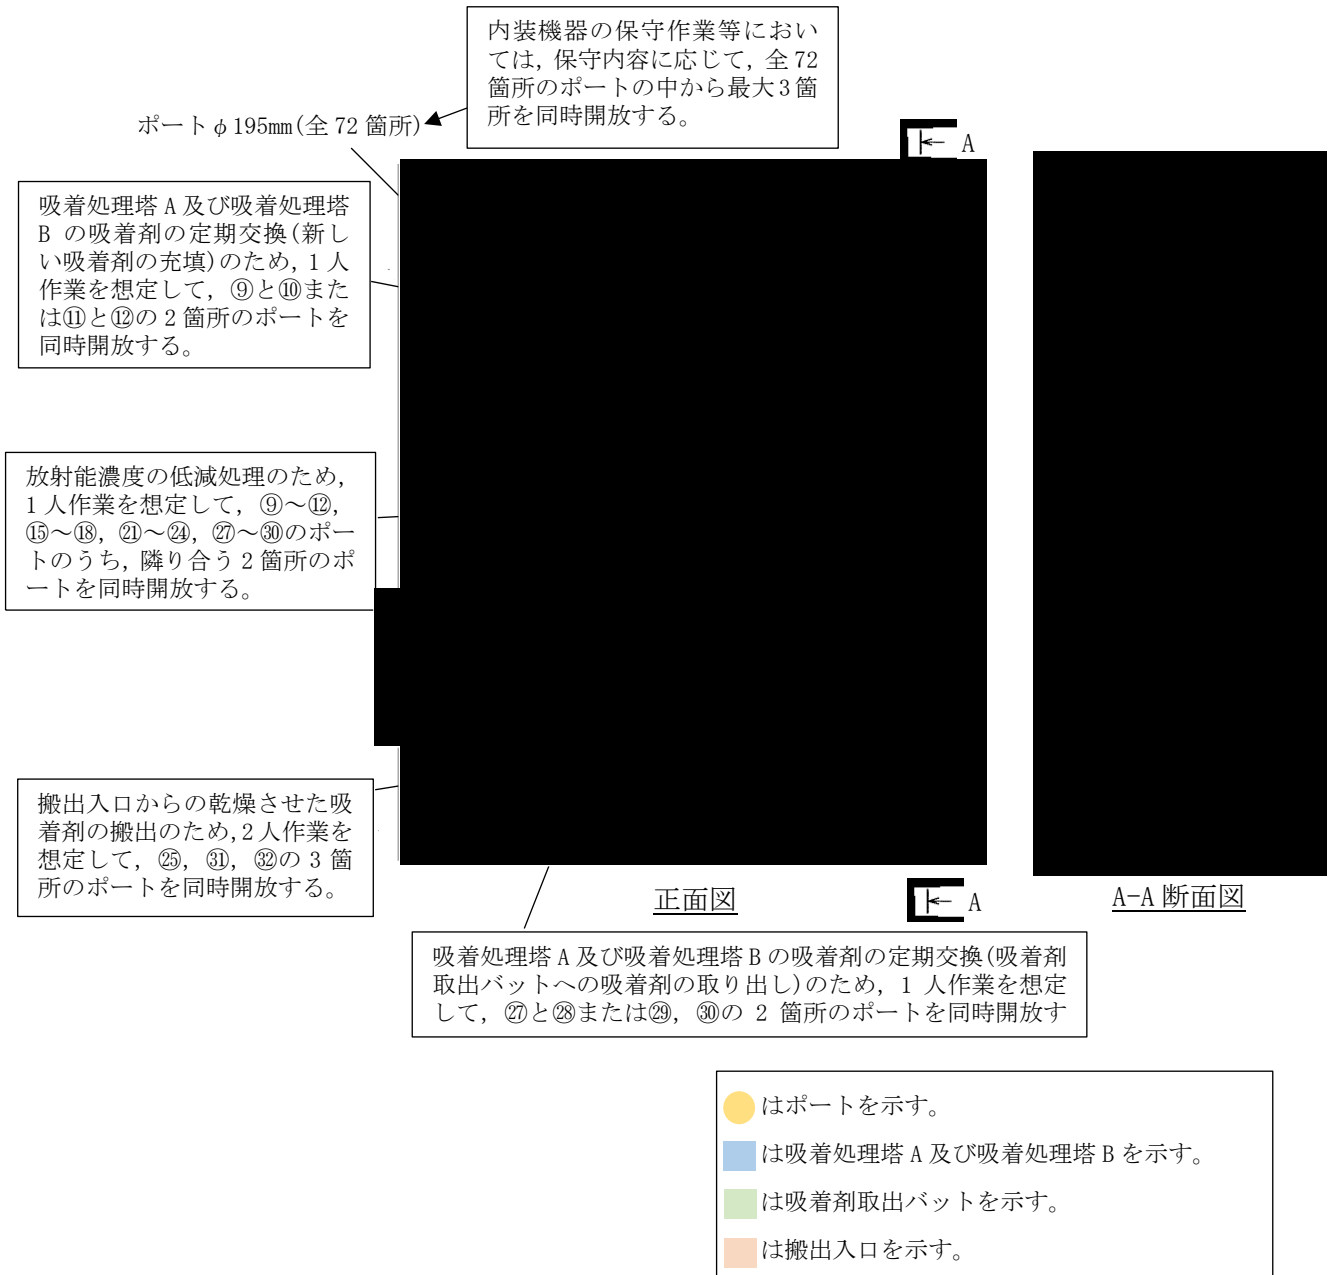 内装機器の保守作業等におい
ては, 保守内容に応じて, 全 72
箇所のポートの中から最大 3 箇
所を同時開放する。
ポートφ195mm(全 72 箇所)
A
吸着処理塔 A 及び吸着処理塔
B の吸着剤の定期交換(新し
い吸着剤の充填)のため, 1 人
作業を想定して, ⑨と⑩また
は⑪と⑫の 2 箇所のポートを
同時開放する。
放射能濃度の低減処理のため,
1 人作業を想定して, ⑨～⑫,
⑮～⑱, ㉑～㉔, ㉗～㉚のポー
トのうち, 隣り合う 2 箇所のポ
ートを同時開放する。
搬出入口からの乾燥させた吸
着剤の搬出のため, 2 人作業を
想定して, ㉕, ㉛, ㉜の 3 箇
所のポートを同時開放する。
正面図
A
A-A 断面図
吸着処理塔 A 及び吸着処理塔 B の吸着剤の定期交換(吸着剤
取出バットへの吸着剤の取り出し)のため, 1 人作業を想定
して, ㉗と㉘または㉙, ㉚の 2 箇所のポートを同時開放す
はポートを示す。
は吸着処理塔 A 及び吸着処理塔 B を示す。
は吸着剤取出バットを示す。
は搬出入口を示す。